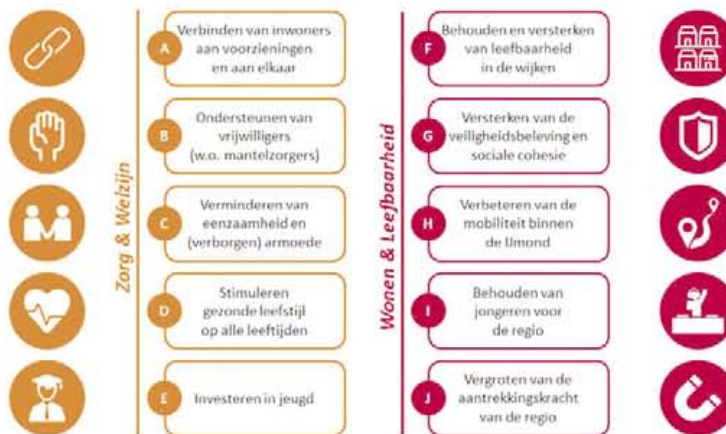 Zorg & Welzijn
A
Verbinden van inwoners
aan voorzieningen
en aan elkaar
B
Ondersteunen van
vrijwilligers
(w.o. mantelzorgers)
C
Verminderen van
eenzaamheid en
(verborgen) armoede
D
Stimuleren
gezonde leefstijl
op alle leeftijden
E
Investeren in jeugd
Wonen & Leefbaarheid
F
Behouden en versterken
van leefbaarheid
in de wijken
G
Versterken van de
veiligheidsbeleving en
sociale cohesie
H
Verbeteren van de
mobiliteit binnen
de IJmond
I
Behouden van
jongeren voor
de regio
J
Vergroten van de
aantrekkingskracht
van de regio